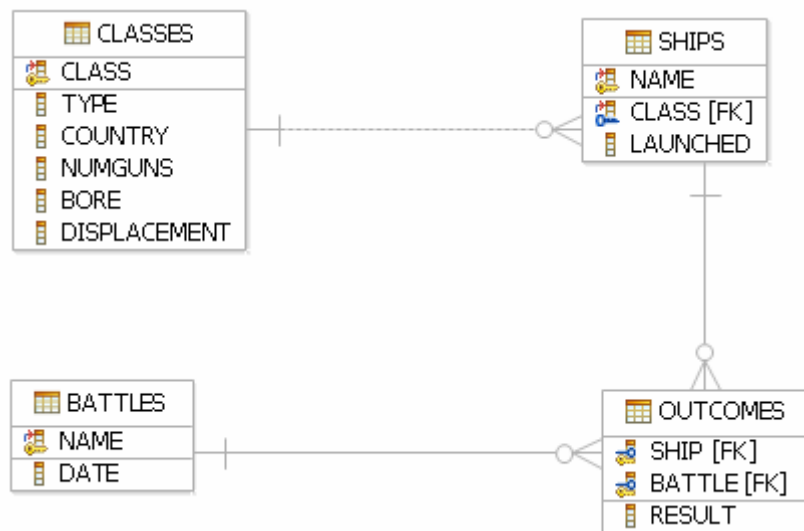 CLASSES
CLASS
TYPE
COUNTRY
NUMGUNS
BORE
DISPLACEMENT
SHIPS
NAME
CLASS [FK]
LAUNCHED
BATTLES
NAME
DATE
OUTCOMES
SHIP [FK]
BATTLE [FK]
RESULT